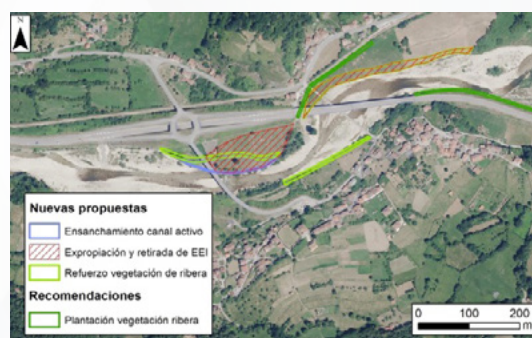 N
Nuevas propuestas
Ensanchamiento canal activo
Expropiación y retirada de EEI
Refuerzo vegetación de ribera
Recomendaciones
Plantación vegetación ribera
0 100 200
m